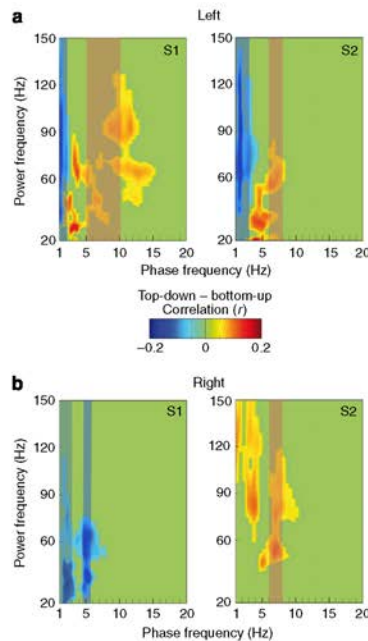 a
Left
S1
S2
Power frequency (Hz)
150
120
90
60
20
150
120
90
60
20
1 5 10 15 20
1 5 10 15 20
Phase frequency (Hz)
Top-down – bottom-up
Correlation (r)
−0.2 0 0.2
b
Right
S1
S2
Power frequency (Hz)
150
120
90
60
20
150
120
90
60
20
1 5 10 15 20
1 5 10 15 20
Phase frequency (Hz)